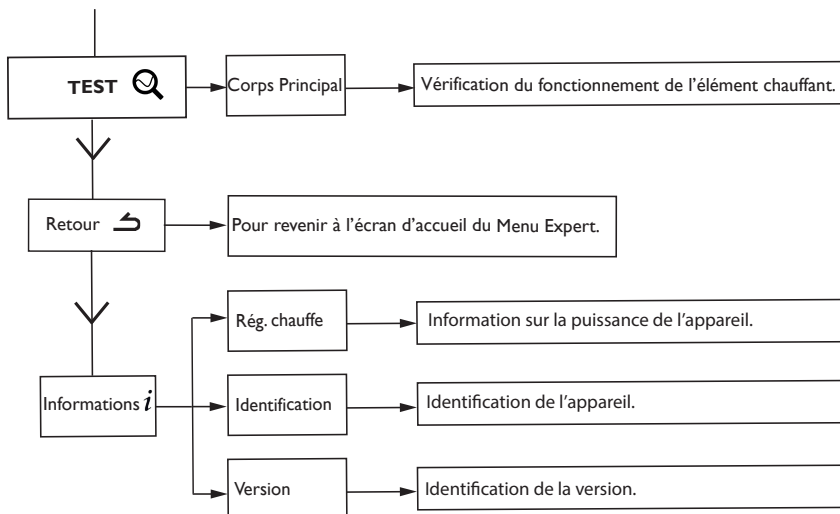 TEST
Corps Principal
Vérification du fonctionnement de l'élément chauffant.
Retour
Pour revenir à l'écran d'accueil du Menu Expert.
Rég. chauffe
Information sur la puissance de l'appareil.
Informations i
Identification
Identification de l'appareil.
Version
Identification de la version.